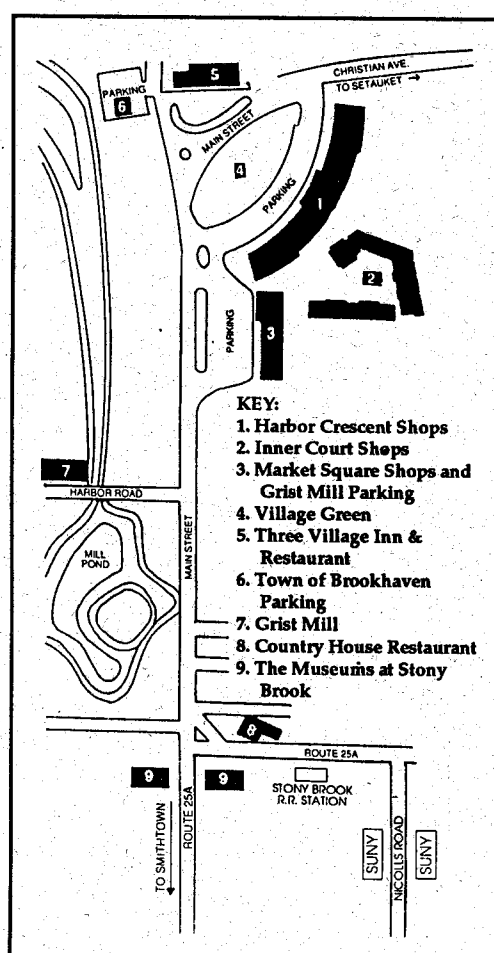 CHRISTIAN AVE.
TO SETAUKET →
5
PARKING
6
MAIN STREET
4
PARKING
1
2
PARKING
3
KEY:
1. Harbor Crescent Shops
2. Inner Court Shops
3. Market Square Shops and
Grist Mill Parking
4. Village Green
5. Three Village Inn &
Restaurant
6. Town of Brookhaven
Parking
7. Grist Mill
8. Country House Restaurant
9. The Museums at Stony
Brook
7
HARBOR ROAD
MILL
POND
MAIN STREET
8
ROUTE 25A
9
9
STONY BROOK
R.R. STATION
TO SMITHTOWN
ROUTE 25A
SUNY
NICOLLS ROAD
SUNY